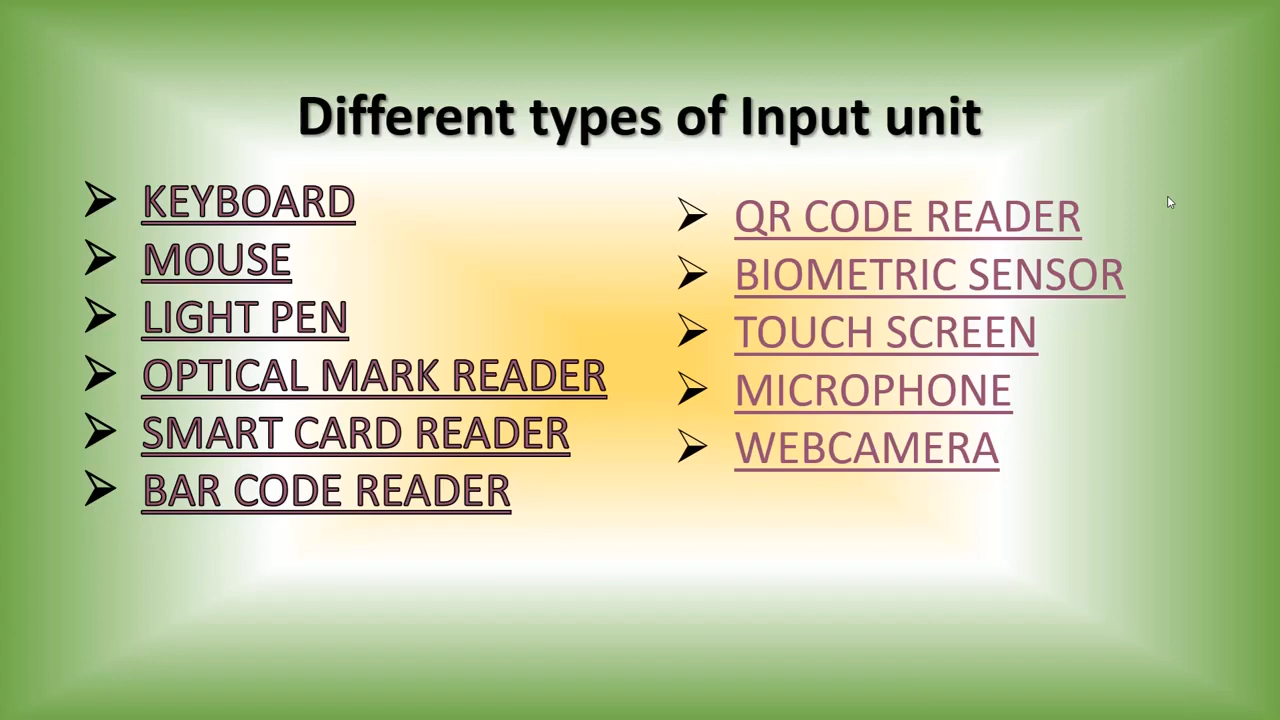 Different types of Input unit
KEYBOARD
MOUSE
LIGHT PEN
OPTICAL MARK READER
SMART CARD READER
BAR CODE READER
QR CODE READER
BIOMETRIC SENSOR
TOUCH SCREEN
MICROPHONE
WEBCAMERA